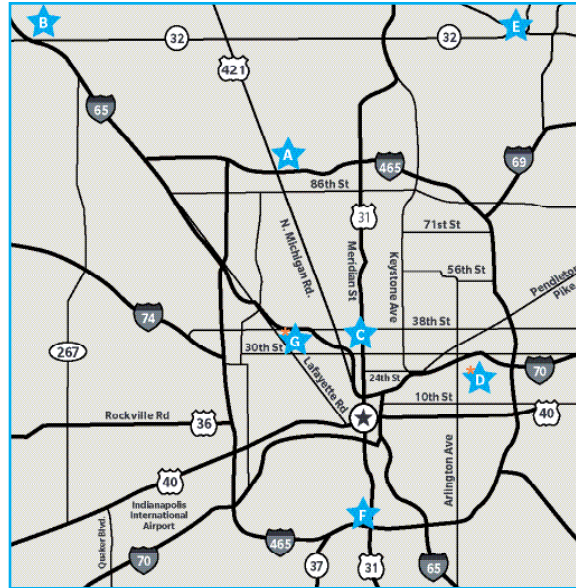 B
E
32
32
421
65
A
465
69
86th St
31
71st St
N. Michigan Rd.
Meridian St
Keystone Ave
56th St
Pendleton
Pike
74
38th St
C
G
30th St
267
Lafayette Rd
24th St
D
70
10th St
Rockville Rd
36
40
40
Arlington Ave
Indianapolis
International
Airport
F
Quaker Blvd.
70
465
37
31
65